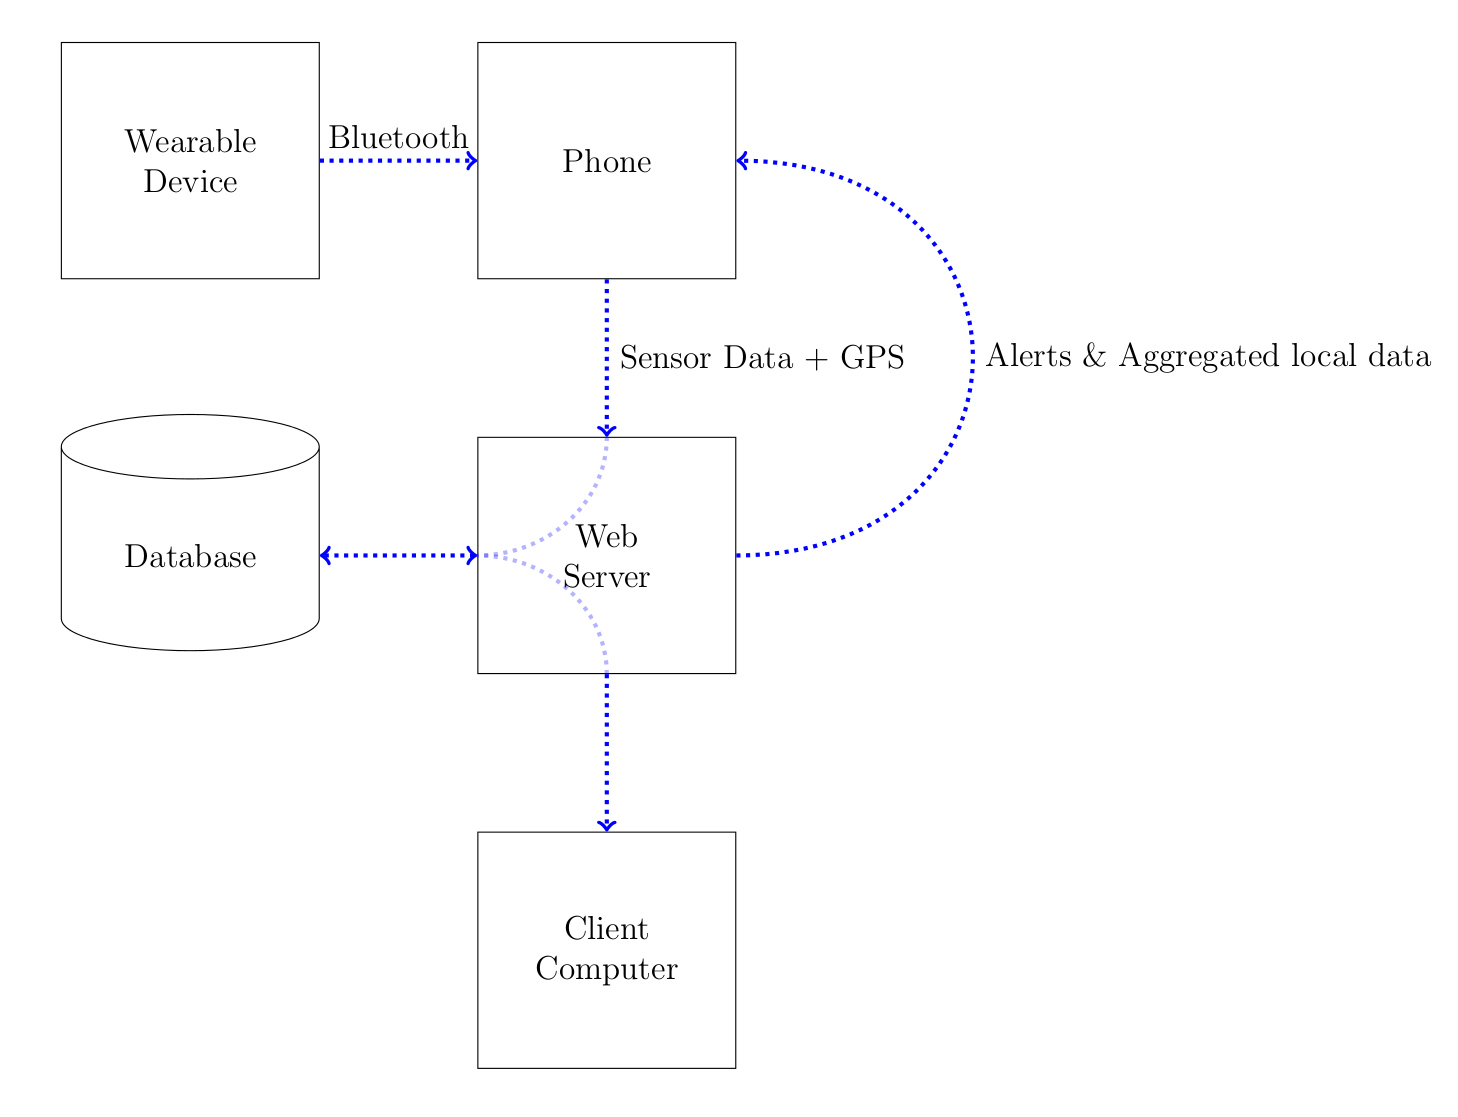 Wearable
Device
Bluetooth
Phone
Sensor Data + GPS
Alerts & Aggregated local data
Database
Web
Server
Client
Computer